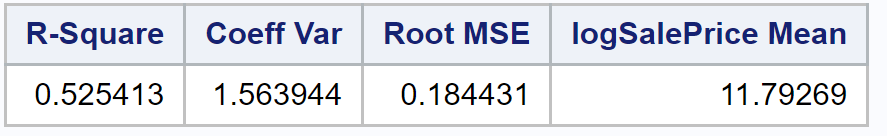 R-Square Coeff Var Root MSE logSalePrice Mean
0.525413 1.563944 0.184431 11.79269